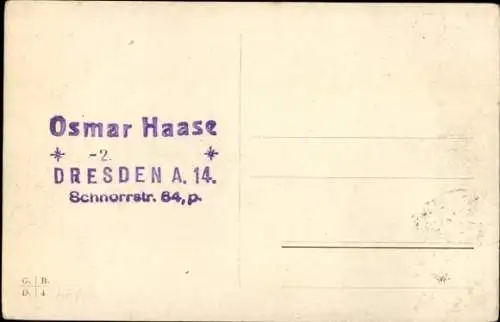 Osmar Haase
* -2. *
DRESDEN A. 14.
Schnorrstr. 64, p.
G. B.
D. 4